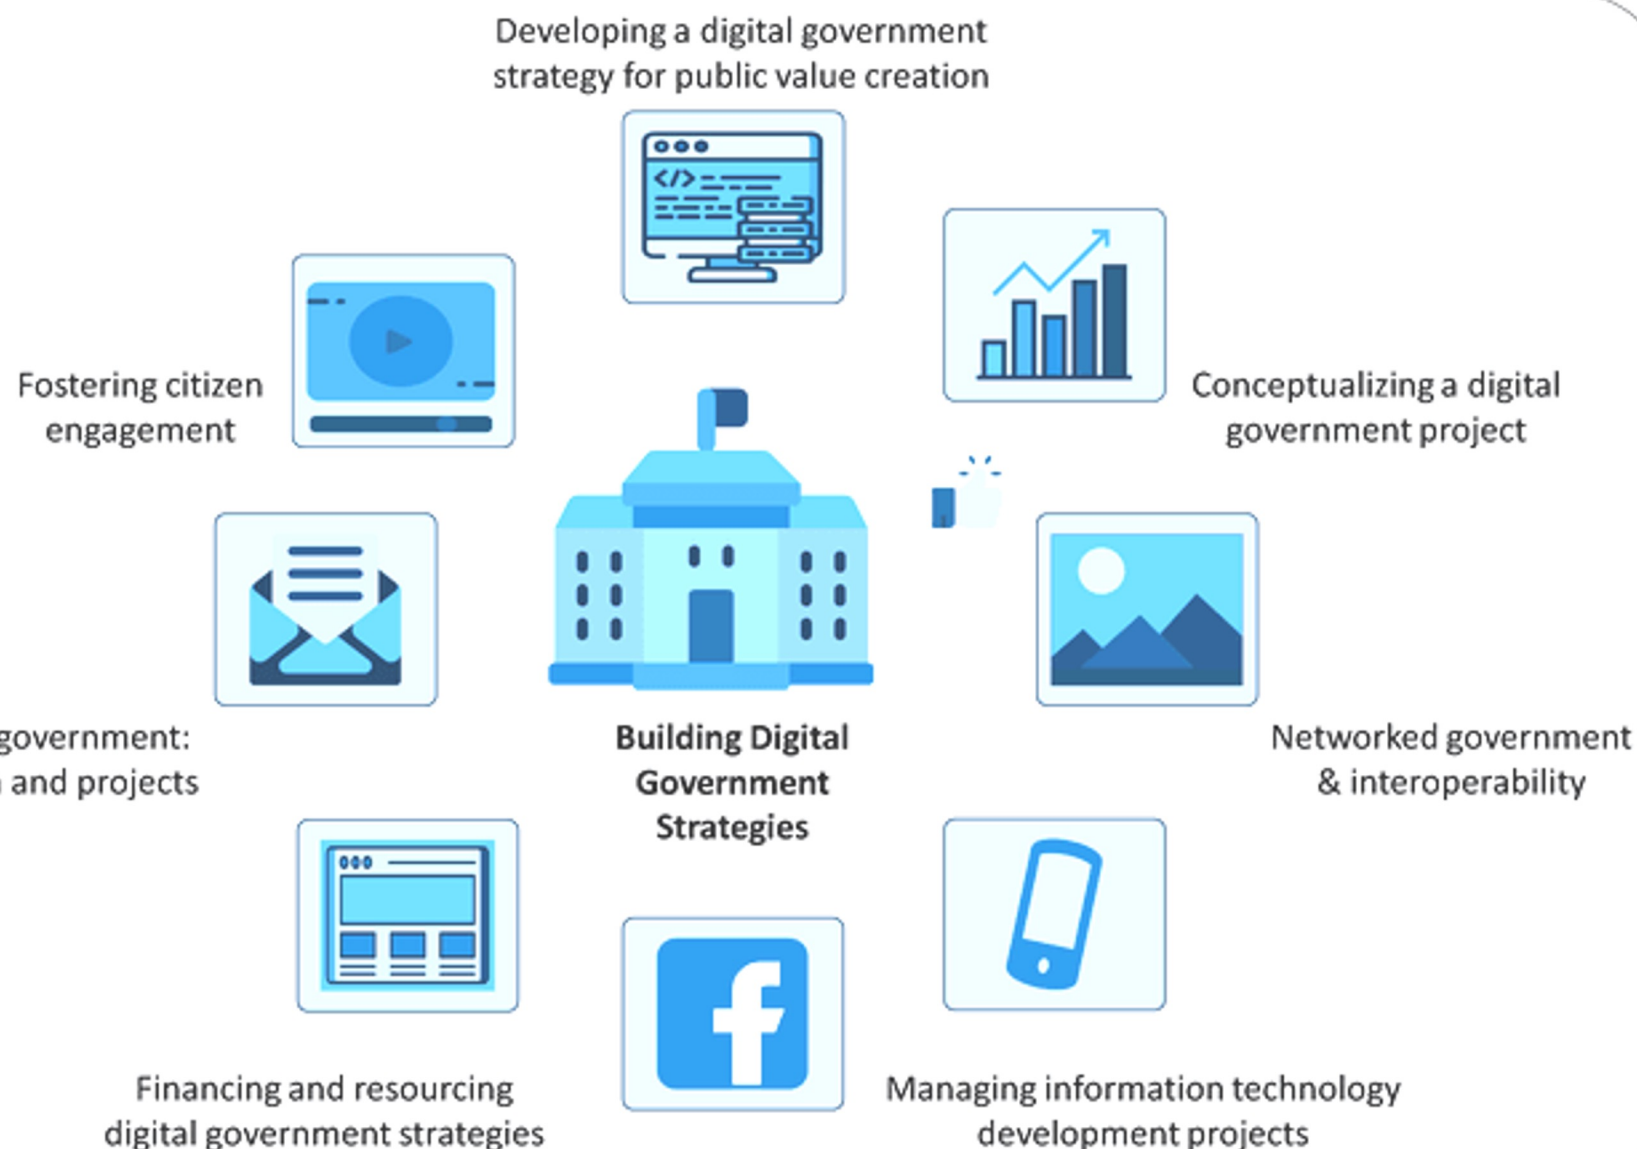 Developing a digital government
strategy for public value creation
Fostering citizen
engagement
Conceptualizing a digital
government project
government:
and projects
Building Digital
Government
Strategies
Networked government
& interoperability
Financing and resourcing
digital government strategies
Managing information technology
development projects